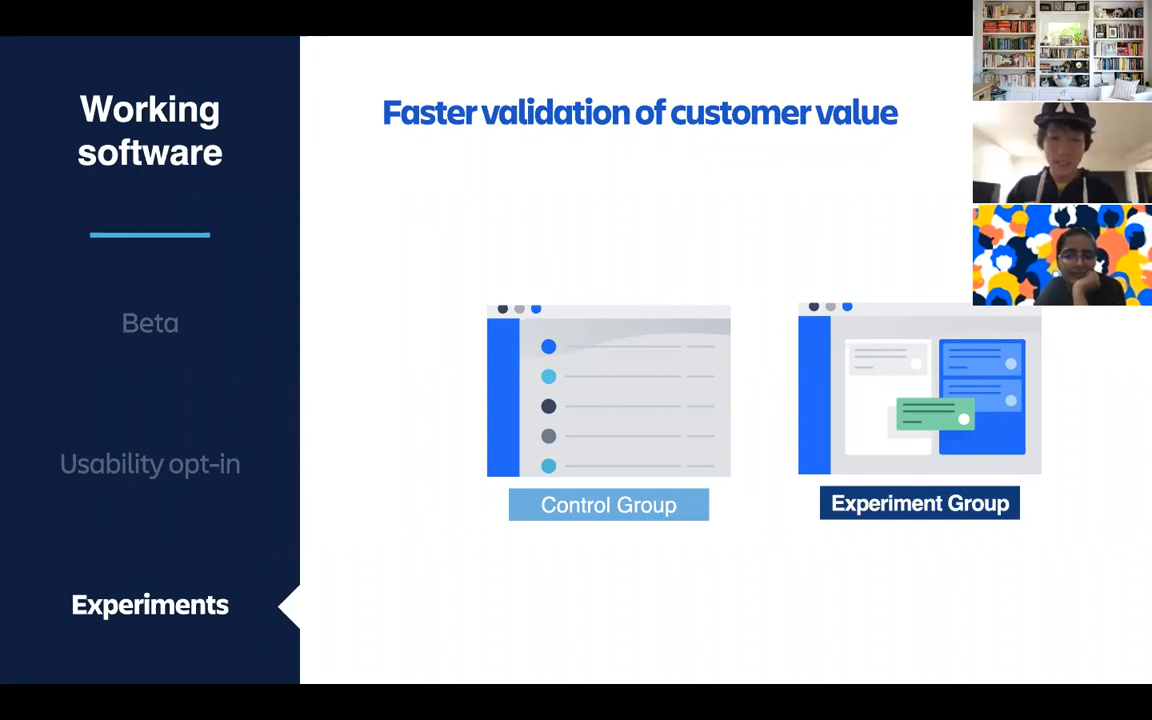 Working
software
Beta
Usability opt-in
Experiments
Faster validation of customer value
Control Group
Experiment Group